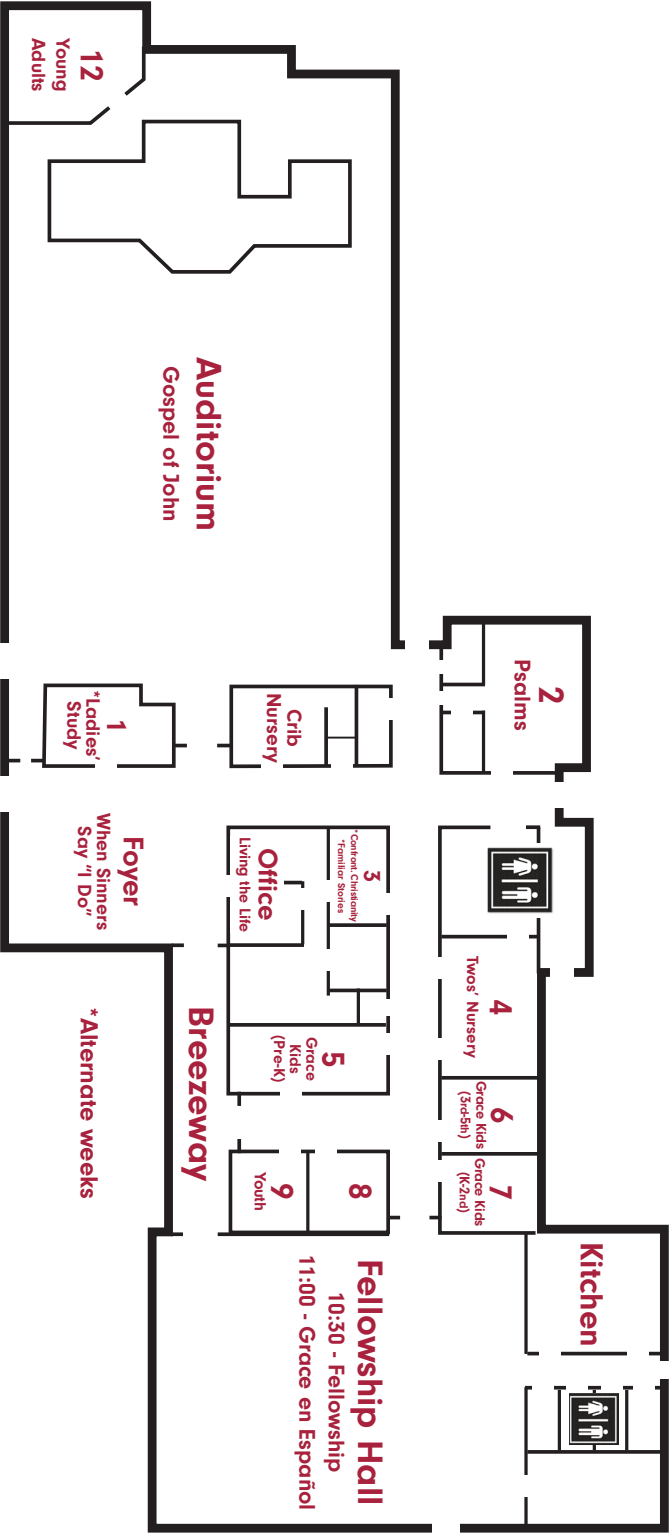 12
Young
Adults
Auditorium
Gospel of John
2
Psalms
1
*Ladies'
Study
Crib
Nursery
Foyer
When Sinners
Say "I Do"
Office
Living the Life
3
*Confront. Christianity
*Familiar Stories
4
Twos' Nursery
5
Grace
Kids
(Pre-K)
6
Grace Kids
(3rd-5th)
7
Grace Kids
(K-2nd)
8
9
Youth
Breezeway
*Alternate weeks
Kitchen
Fellowship Hall
10:30 - Fellowship
11:00 - Grace en Español